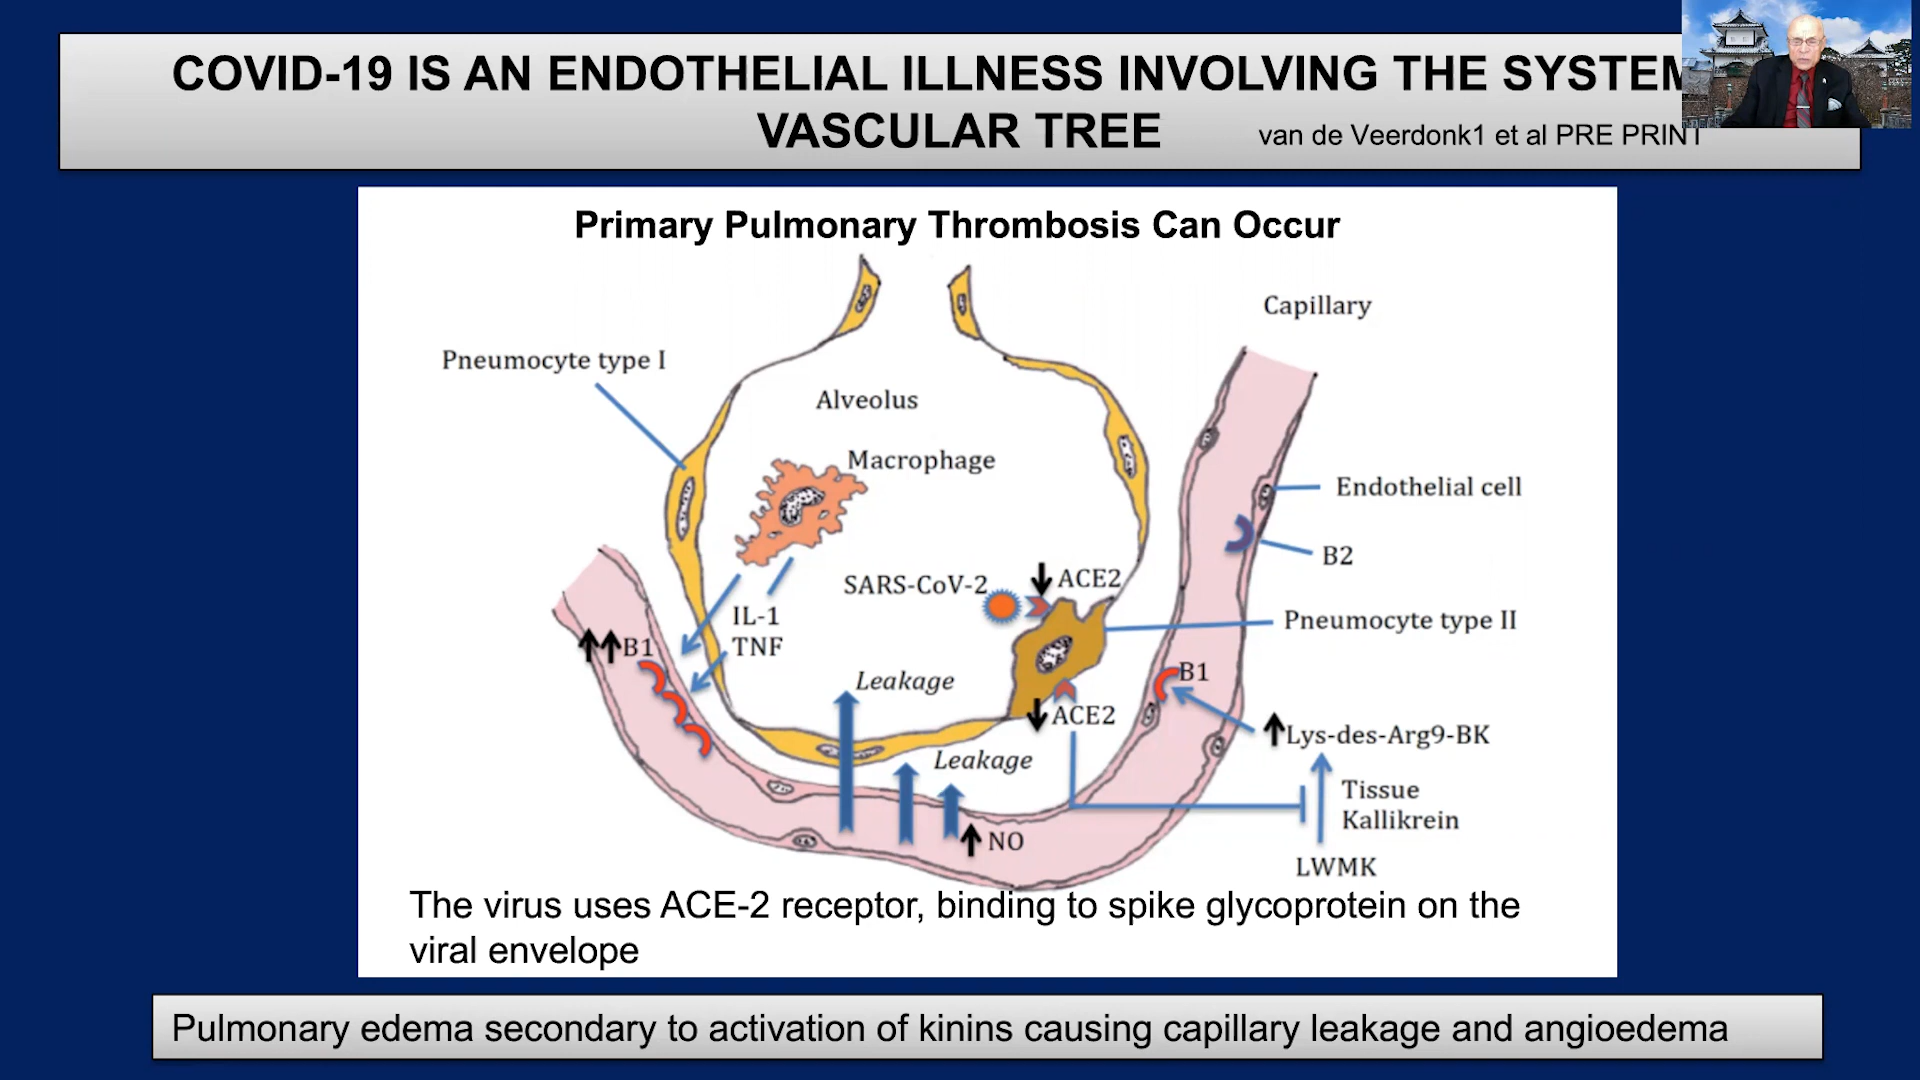 COVID-19 IS AN ENDOTHELIAL ILLNESS INVOLVING THE
VASCULAR TREE
van de Veerdonk1 et al PRE PRINT
Primary Pulmonary Thrombosis Can Occur
Capillary
Pneumocyte type I
Alveolus
Macrophage
Endothelial cell
B2
SARS-CoV-2
ACE2
IL-1
TNF
Pneumocyte type II
B1
B1
Leakage
ACE2
Lys-des-Arg9-BK
Leakage
Tissue
Kallikrein
NO
LWMK
The virus uses ACE-2 receptor, binding to spike glycoprotein on the
viral envelope
Pulmonary edema secondary to activation of kinins causing capillary leakage and angioedema